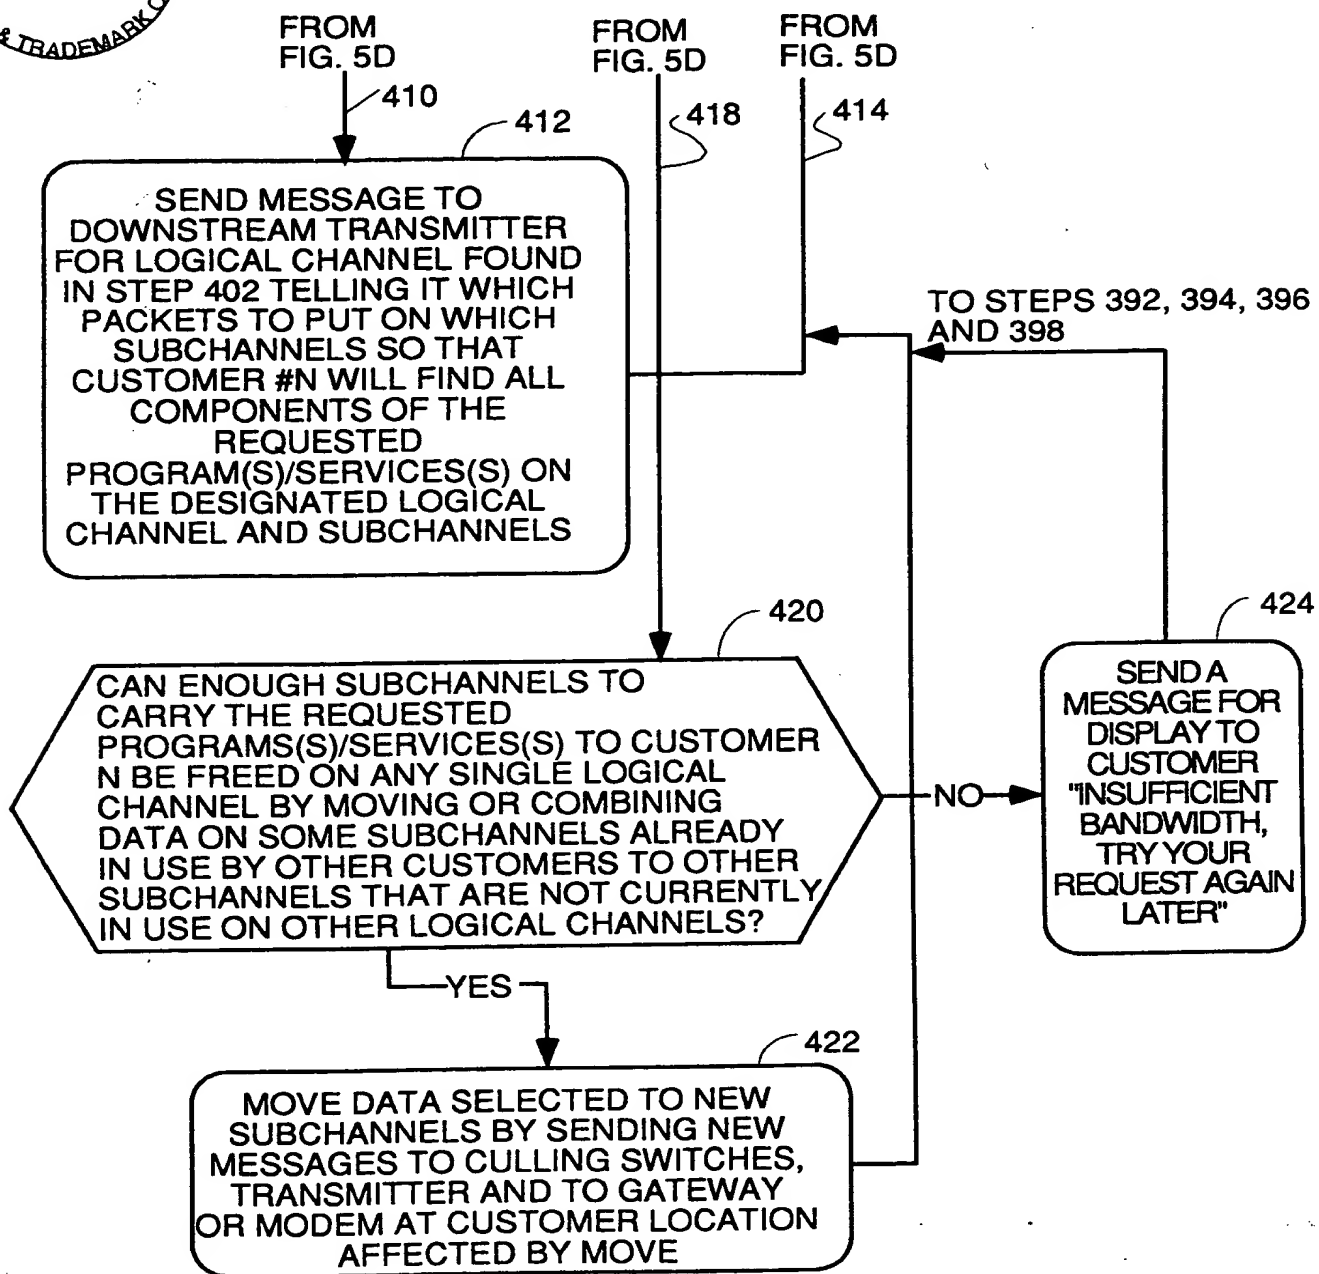 & TRADEMARK
FROM
FIG. 5D
FROM
FIG. 5D
FROM
FIG. 5D
410
412
418
414
SEND MESSAGE TO
DOWNSTREAM TRANSMITTER
FOR LOGICAL CHANNEL FOUND
IN STEP 402 TELLING IT WHICH
PACKETS TO PUT ON WHICH
SUBCHANNELS SO THAT
CUSTOMER #N WILL FIND ALL
COMPONENTS OF THE
REQUESTED
PROGRAM(S)/SERVICES(S) ON
THE DESIGNATED LOGICAL
CHANNEL AND SUBCHANNELS
TO STEPS 392, 394, 396
AND 398
420
CAN ENOUGH SUBCHANNELS TO
CARRY THE REQUESTED
PROGRAMS(S)/SERVICES(S) TO CUSTOMER
N BE FREED ON ANY SINGLE LOGICAL
CHANNEL BY MOVING OR COMBINING
DATA ON SOME SUBCHANNELS ALREADY
IN USE BY OTHER CUSTOMERS TO OTHER
SUBCHANNELS THAT ARE NOT CURRENTLY
IN USE ON OTHER LOGICAL CHANNELS?
NO
424
SEND A
MESSAGE FOR
DISPLAY TO
CUSTOMER
"INSUFFICIENT
BANDWIDTH,
TRY YOUR
REQUEST AGAIN
LATER"
YES
422
MOVE DATA SELECTED TO NEW
SUBCHANNELS BY SENDING NEW
MESSAGES TO CULLING SWITCHES,
TRANSMITTER AND TO GATEWAY
OR MODEM AT CUSTOMER LOCATION
AFFECTED BY MOVE